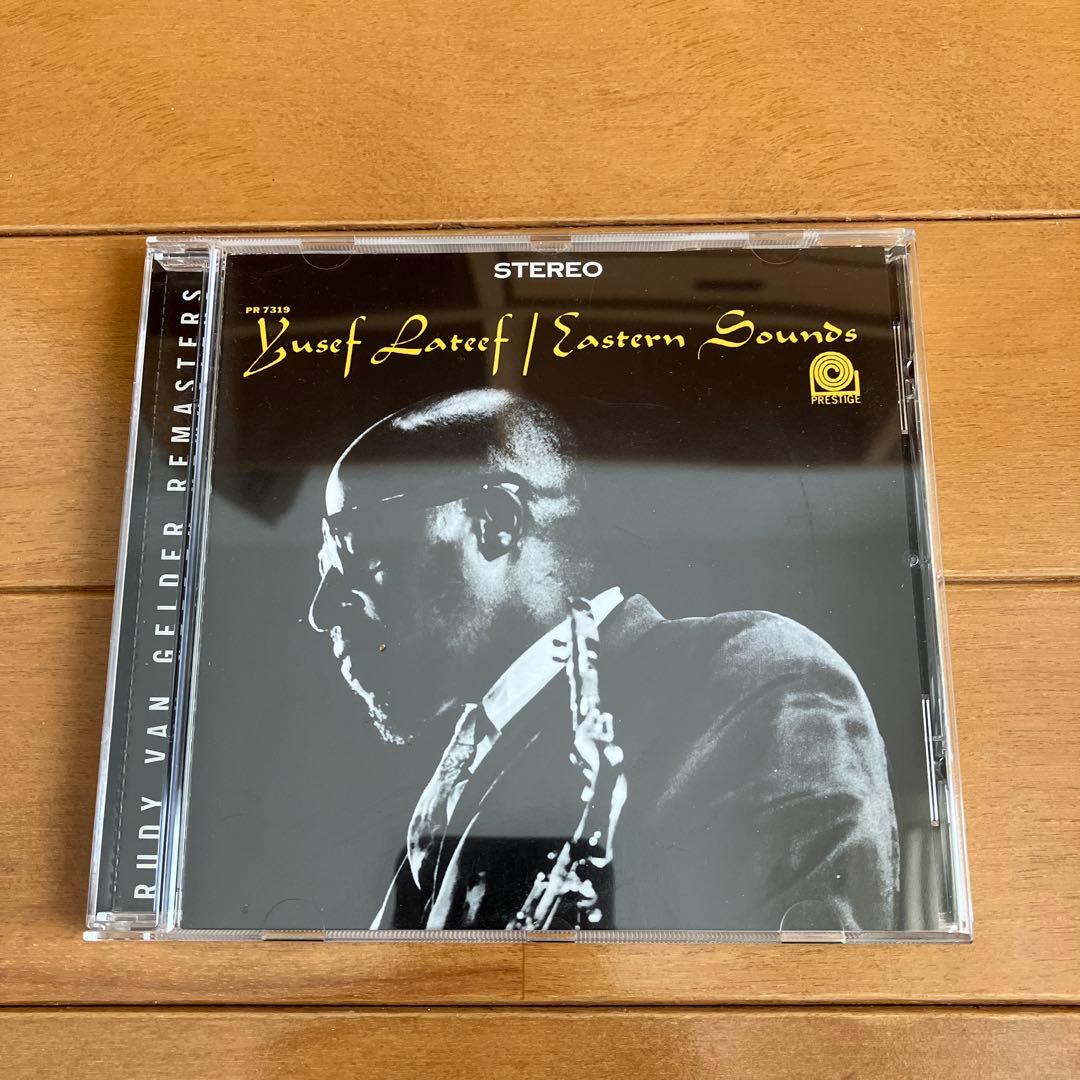 STEREO
PR 7319
Yusef Lateef / Eastern Sounds
PRESTIGE
RUDY VAN GELDER REMASTERS